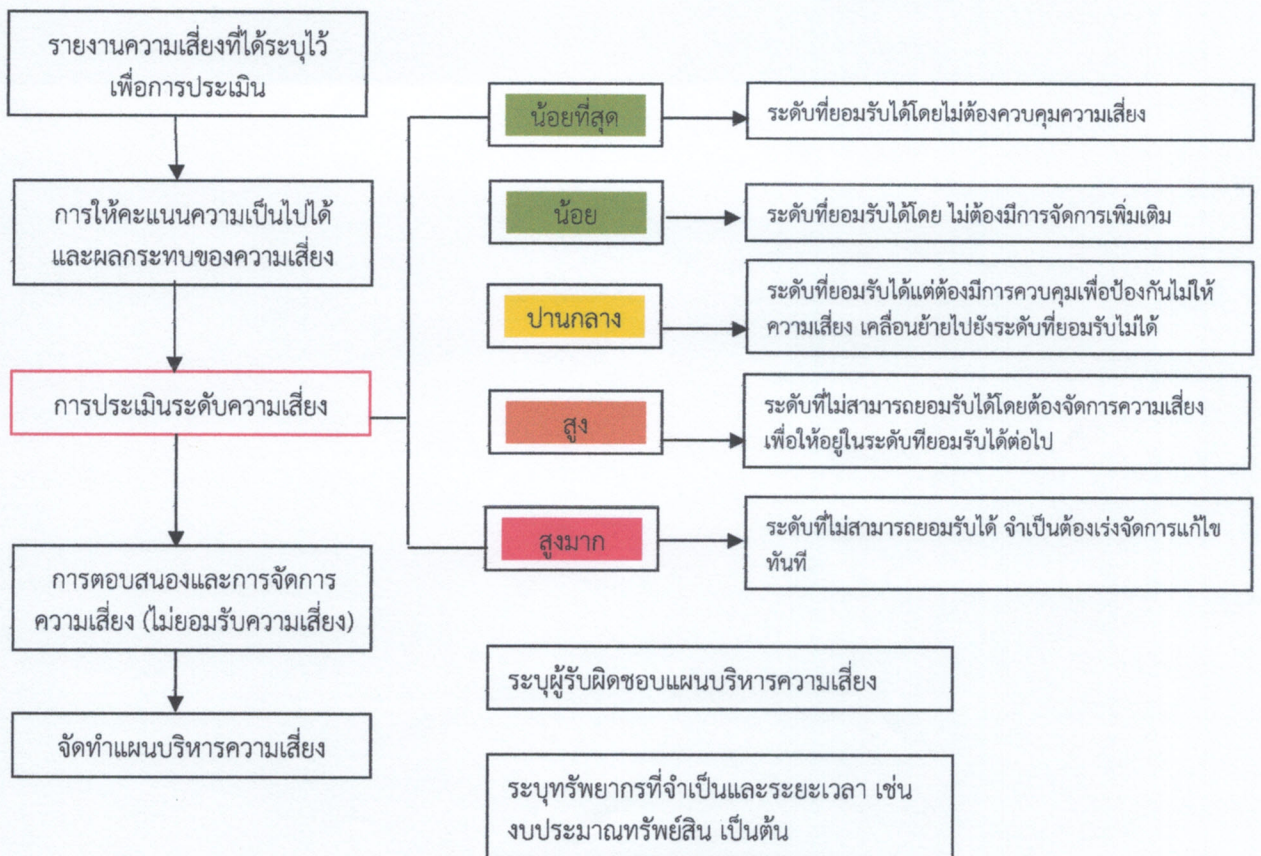 รายงานความเสี่ยงที่ได้ระบุไว้
เพื่อการประเมิน
การให้คะแนนความเป็นไปได้
และผลกระทบของความเสี่ยง
การประเมินระดับความเสี่ยง
การตอบสนองและการจัดการ
ความเสี่ยง (ไม่ยอมรับความเสี่ยง)
จัดทำแผนบริหารความเสี่ยง
น้อยที่สุด
ระดับที่ยอมรับได้โดยไม่ต้องควบคุมความเสี่ยง
น้อย
ระดับที่ยอมรับได้โดย ไม่ต้องมีการจัดการเพิ่มเติม
ปานกลาง
ระดับที่ยอมรับได้แต่ต้องมีการควบคุมเพื่อป้องกันไม่ให้
ความเสี่ยง เคลื่อนย้ายไปยังระดับที่ยอมรับไม่ได้
สูง
ระดับที่ไม่สามารถยอมรับได้โดยต้องจัดการความเสี่ยง
เพื่อให้อยู่ในระดับทียอมรับได้ต่อไป
สูงมาก
ระดับที่ไม่สามารถยอมรับได้ จำเป็นต้องเร่งจัดการแก้ไข
ทันที
ระบุผู้รับผิดชอบแผนบริหารความเสี่ยง
ระบุทรัพยากรที่จำเป็นและระยะเวลา เช่น
งบประมาณทรัพย์สิน เป็นต้น